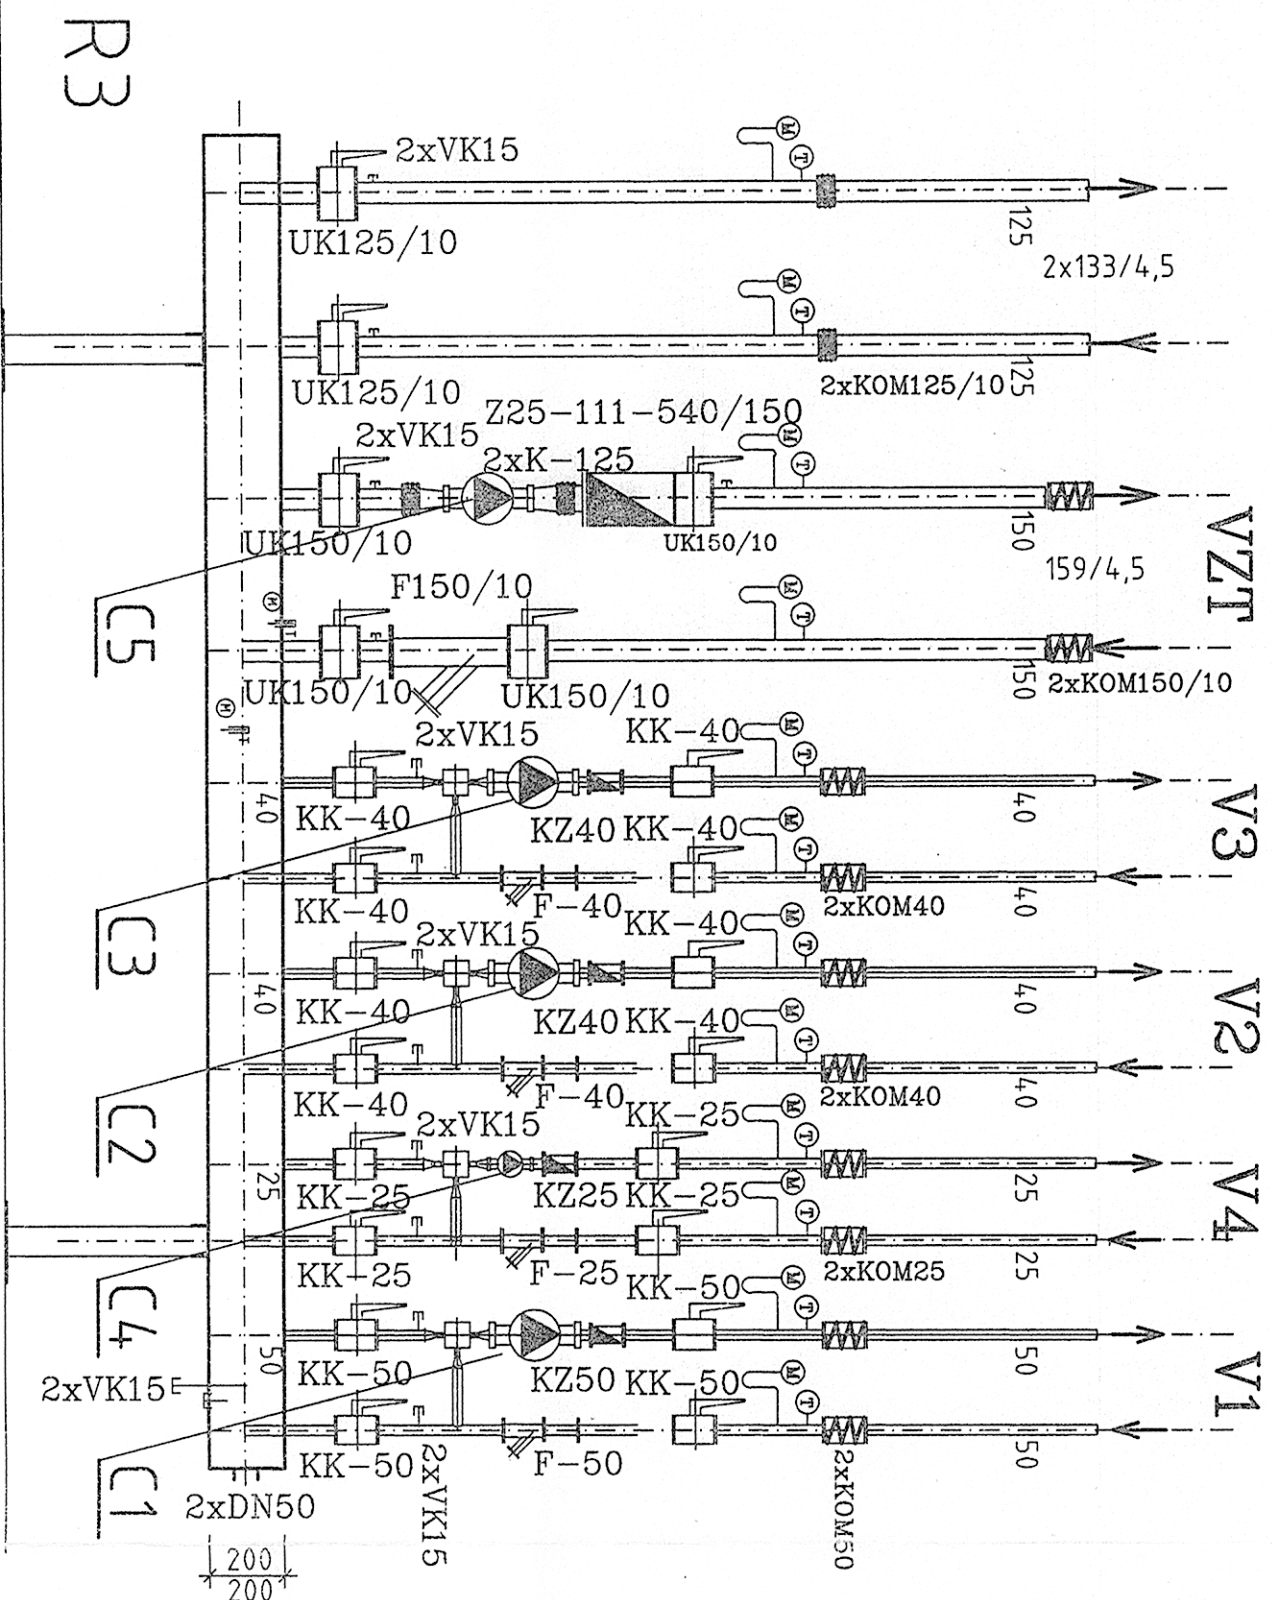 R3
2xVK15
M
T
UK125/10
125
2x133/4,5
M
T
UK125/10
125
2xKOM125/10
Z25-111-540/150
2xVK15
M
2xK-125
T
UK150/10
UK150/10
150
159/4,5
VZT
F150/10
M
M
T
C5
UK150/10
UK150/10
150
2xKOM150/10
M
2xVK15
KK-40
M
T
40
KK-40
KZ40
KK-40
M
40
V3
T
KK-40
F-40
2xKOM40
40
C3
2xVK15
KK-40
M
T
40
KK-40
KZ40
KK-40
M
40
V2
T
KK-40
F-40
2xKOM40
40
C2
2xVK15
KK-25
M
T
25
KK-25
KZ25
KK-25
M
25
V4
T
KK-25
F-25
2xKOM25
25
C4
KK-50
M
T
50
KK-50
KZ50
KK-50
M
50
V1
2xVK15
T
KK-50
F-50
50
C1
2xVK15
2xKOM50
2xDN50
200
200